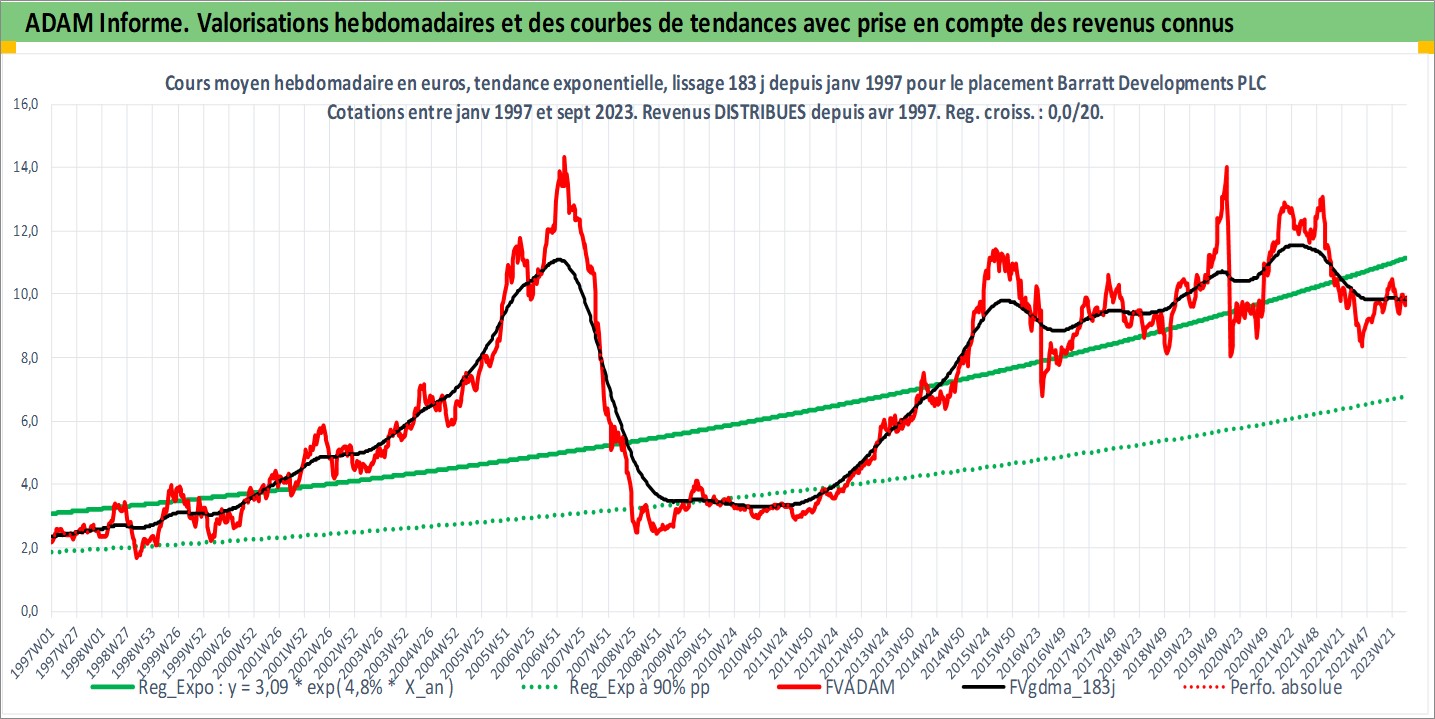 ADAM Informe. Valorisations hebdomadaires et des courbes de tendances avec prise en compte des revenus connus
Cours moyen hebdomadaire en euros, tendance exponentielle, lissage 183 j depuis janv 1997 pour le placement Barratt Developments PLC
Cotations entre janv 1997 et sept 2023. Revenus DISTRIBUES depuis avr 1997. Reg. croiss. : 0,0/20.
16,0
14,0
12,0
10,0
8,0
6,0
4,0
2,0
0,0
1997W01 1997W27 1998W01 1998W27 1998W53 1999W26 1999W52 2000W26 2000W52 2001W26 2001W52 2002W26 2002W52 2003W26 2003W52 2004W26 2004W52 2005W25 2005W51 2006W25 2006W51 2007W25 2007W51 2008W25 2008W51 2009W25 2009W51 2010W24 2010W50 2011W24 2011W50 2012W24 2012W50 2013W24 2013W50 2014W24 2014W50 2015W24 2015W50 2016W23 2016W49 2017W23 2017W49 2018W23 2018W49 2019W23 2019W49 2020W23 2020W49 2021W22 2021W48 2022W21 2022W47 2023W21
Reg_Expo : y = 3,09 * exp( 4,8% * X_an ) Reg_Exp à 90% pp FVADAM FVgdma_183j Perfo. absolue